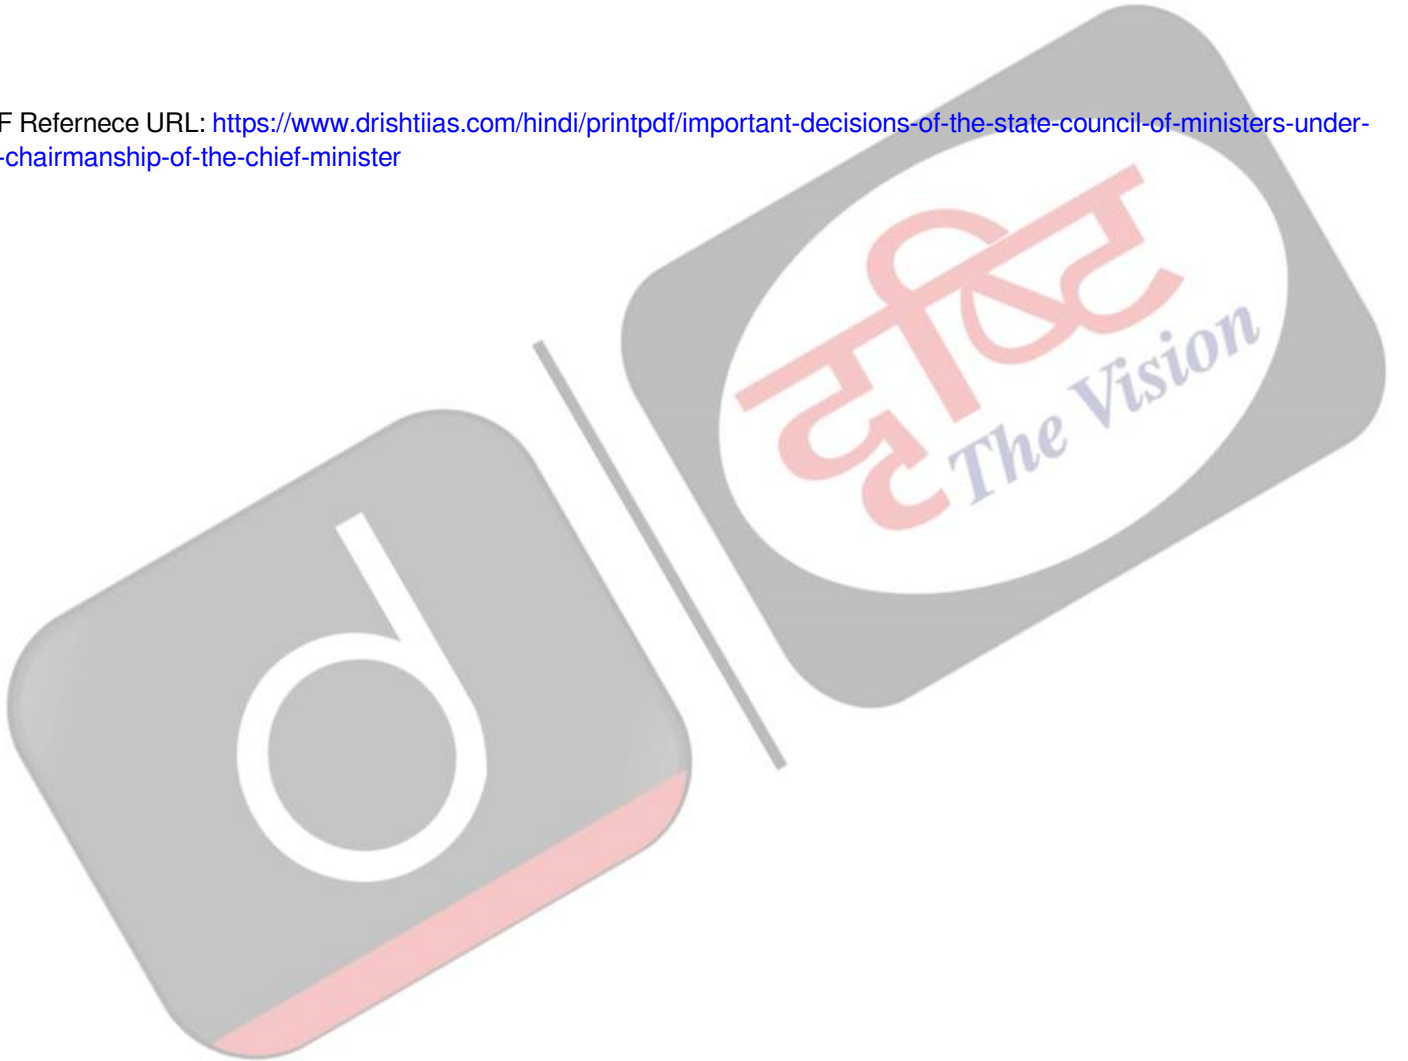 F Refernece URL: https://www.drishtiias.com/hindi/printpdf/important-decisions-of-the-state-council-of-ministers-under-
-chairmanship-of-the-chief-minister
दृष्टि
The Vision
d